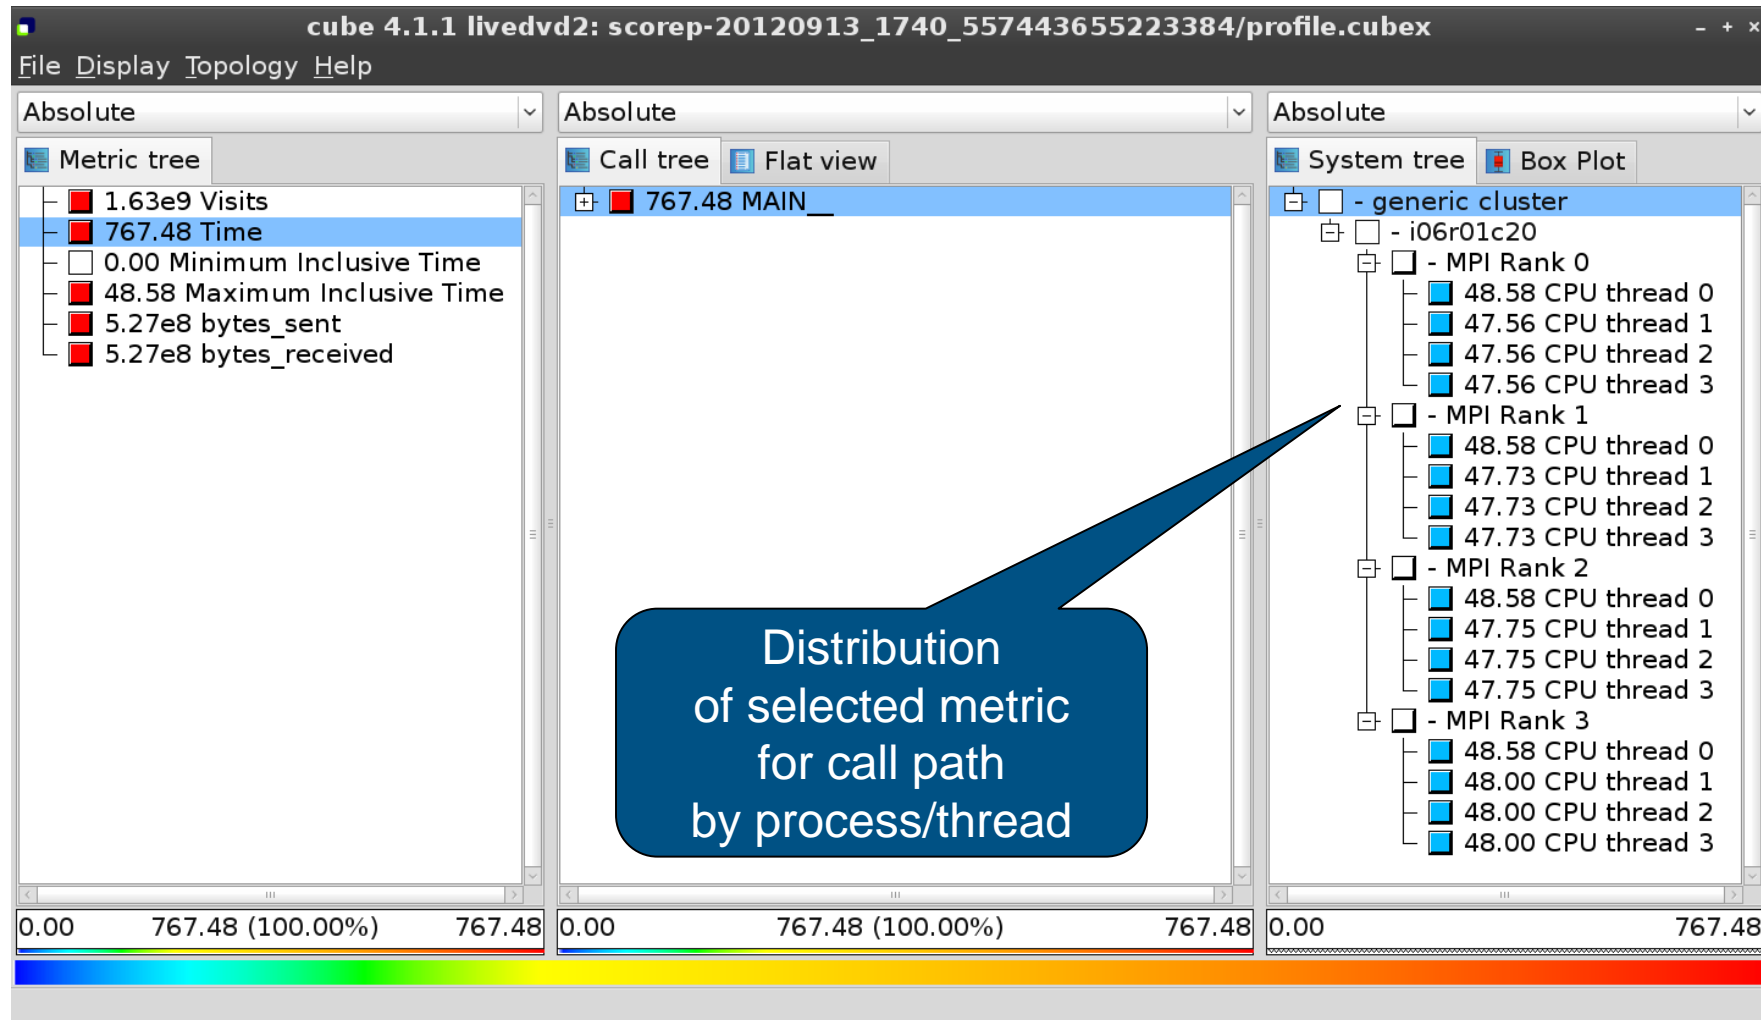 cube 4.1.1 livedvd2: scorep-20120913_1740_557443655223384/profile.cubex
File Display Topology Help
Absolute
Metric tree
1.63e9 Visits
767.48 Time
0.00 Minimum Inclusive Time
48.58 Maximum Inclusive Time
5.27e8 bytes_sent
5.27e8 bytes_received
0.00 767.48 (100.00%) 767.48
Absolute
Call tree Flat view
767.48 MAIN__
Distribution
of selected metric
for call path
by process/thread
0.00 767.48 (100.00%) 767.48
Absolute
System tree Box Plot
- generic cluster
- i06r01c20
- MPI Rank 0
48.58 CPU thread 0
47.56 CPU thread 1
47.56 CPU thread 2
47.56 CPU thread 3
- MPI Rank 1
48.58 CPU thread 0
47.73 CPU thread 1
47.73 CPU thread 2
47.73 CPU thread 3
- MPI Rank 2
48.58 CPU thread 0
47.75 CPU thread 1
47.75 CPU thread 2
47.75 CPU thread 3
- MPI Rank 3
48.58 CPU thread 0
48.00 CPU thread 1
48.00 CPU thread 2
48.00 CPU thread 3
0.00 767.48